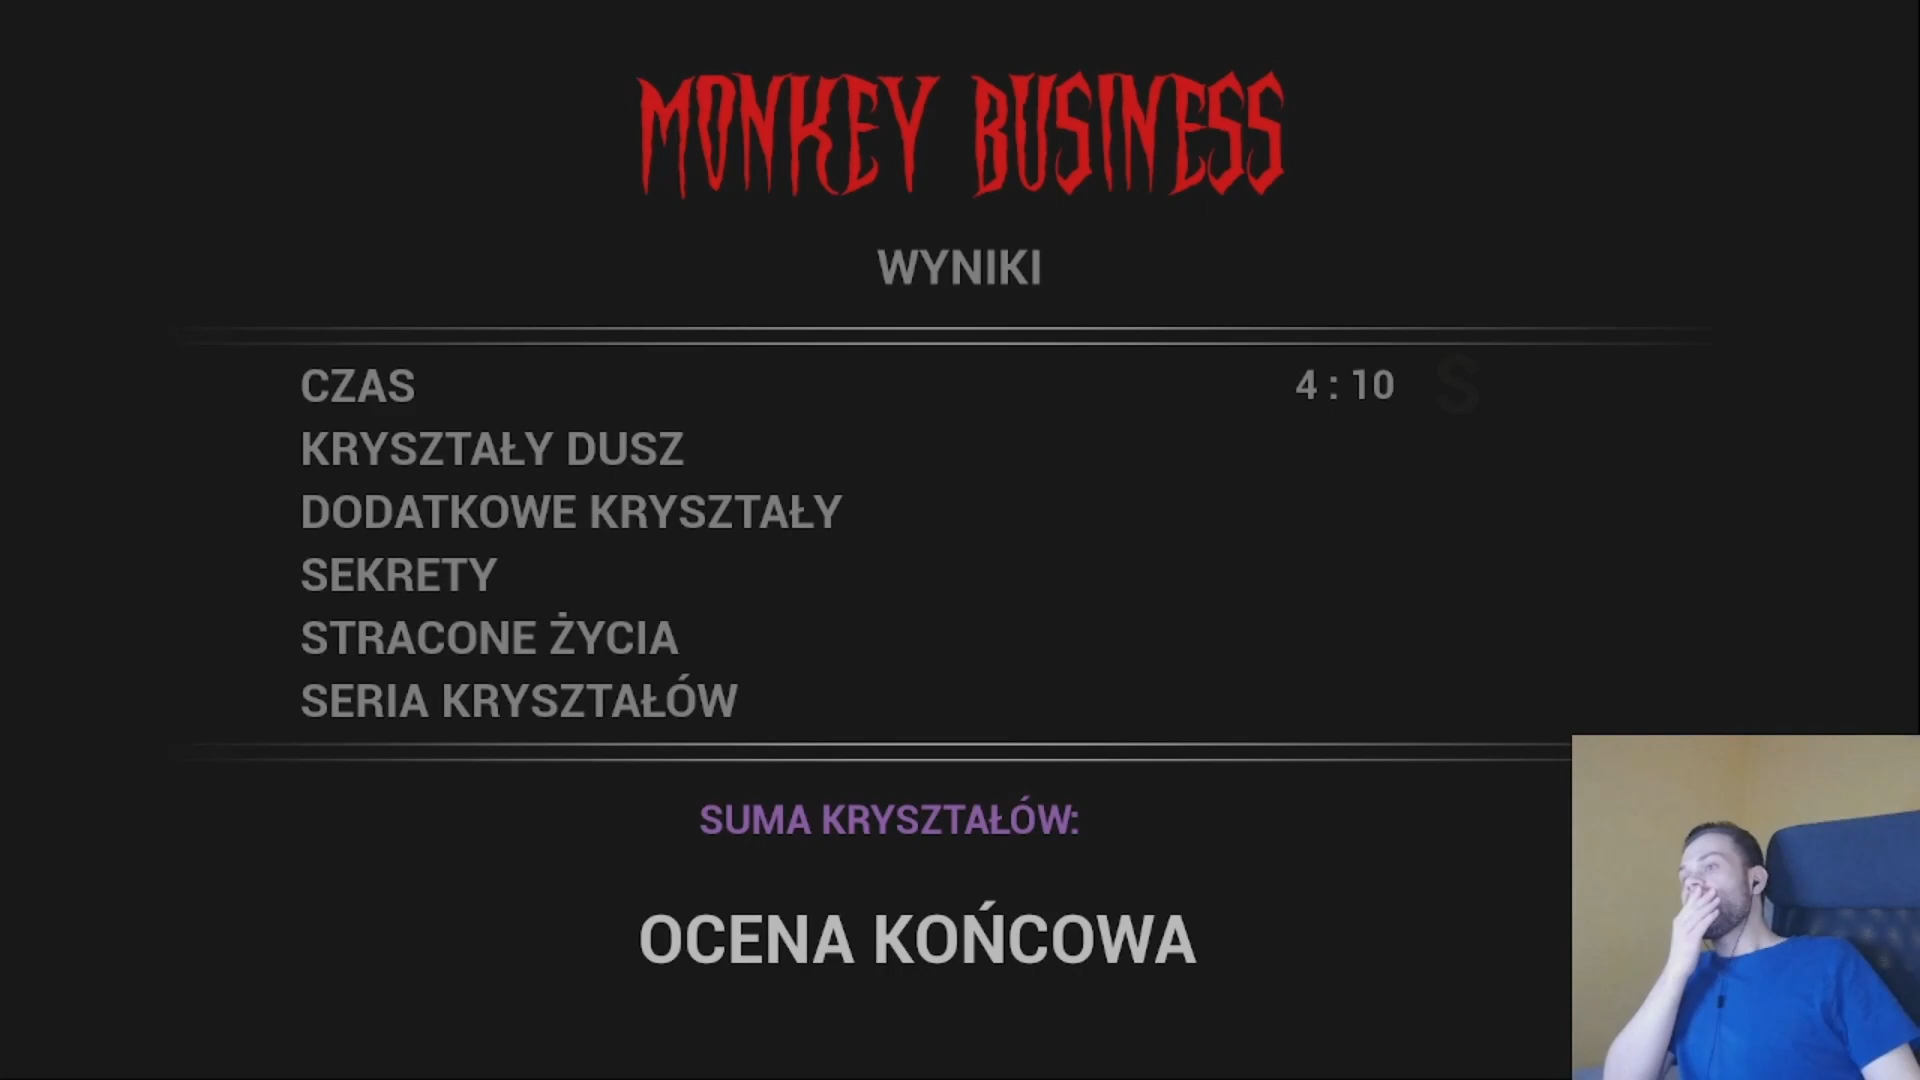 MONKEY BUSINESS
WYNIKI
CZAS 4 : 10 S
KRYSZTAŁY DUSZ
DODATKOWE KRYSZTAŁY
SEKRETY
STRACONE ŻYCIA
SERIA KRYSZTAŁÓW
SUMA KRYSZTAŁÓW:
OCENA KOŃCOWA